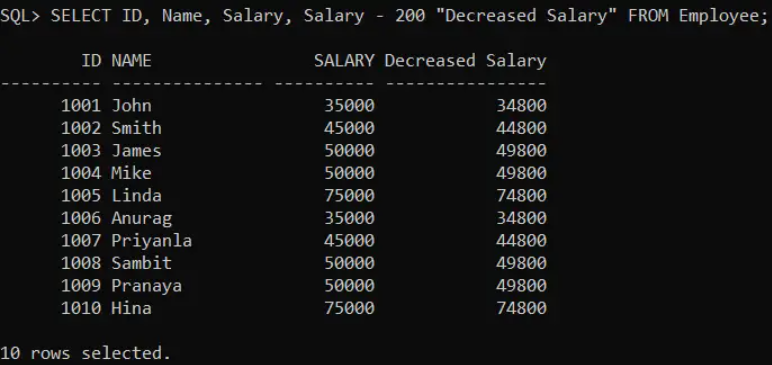 SQL> SELECT ID, Name, Salary, Salary - 200 "Decreased Salary" FROM Employee;
ID NAME SALARY Decreased Salary
---------- --------------- ---------- ----------------
1001 John 35000 34800
1002 Smith 45000 44800
1003 James 50000 49800
1004 Mike 50000 49800
1005 Linda 75000 74800
1006 Anurag 35000 34800
1007 Priyanla 45000 44800
1008 Sambit 50000 49800
1009 Pranaya 50000 49800
1010 Hina 75000 74800
10 rows selected.